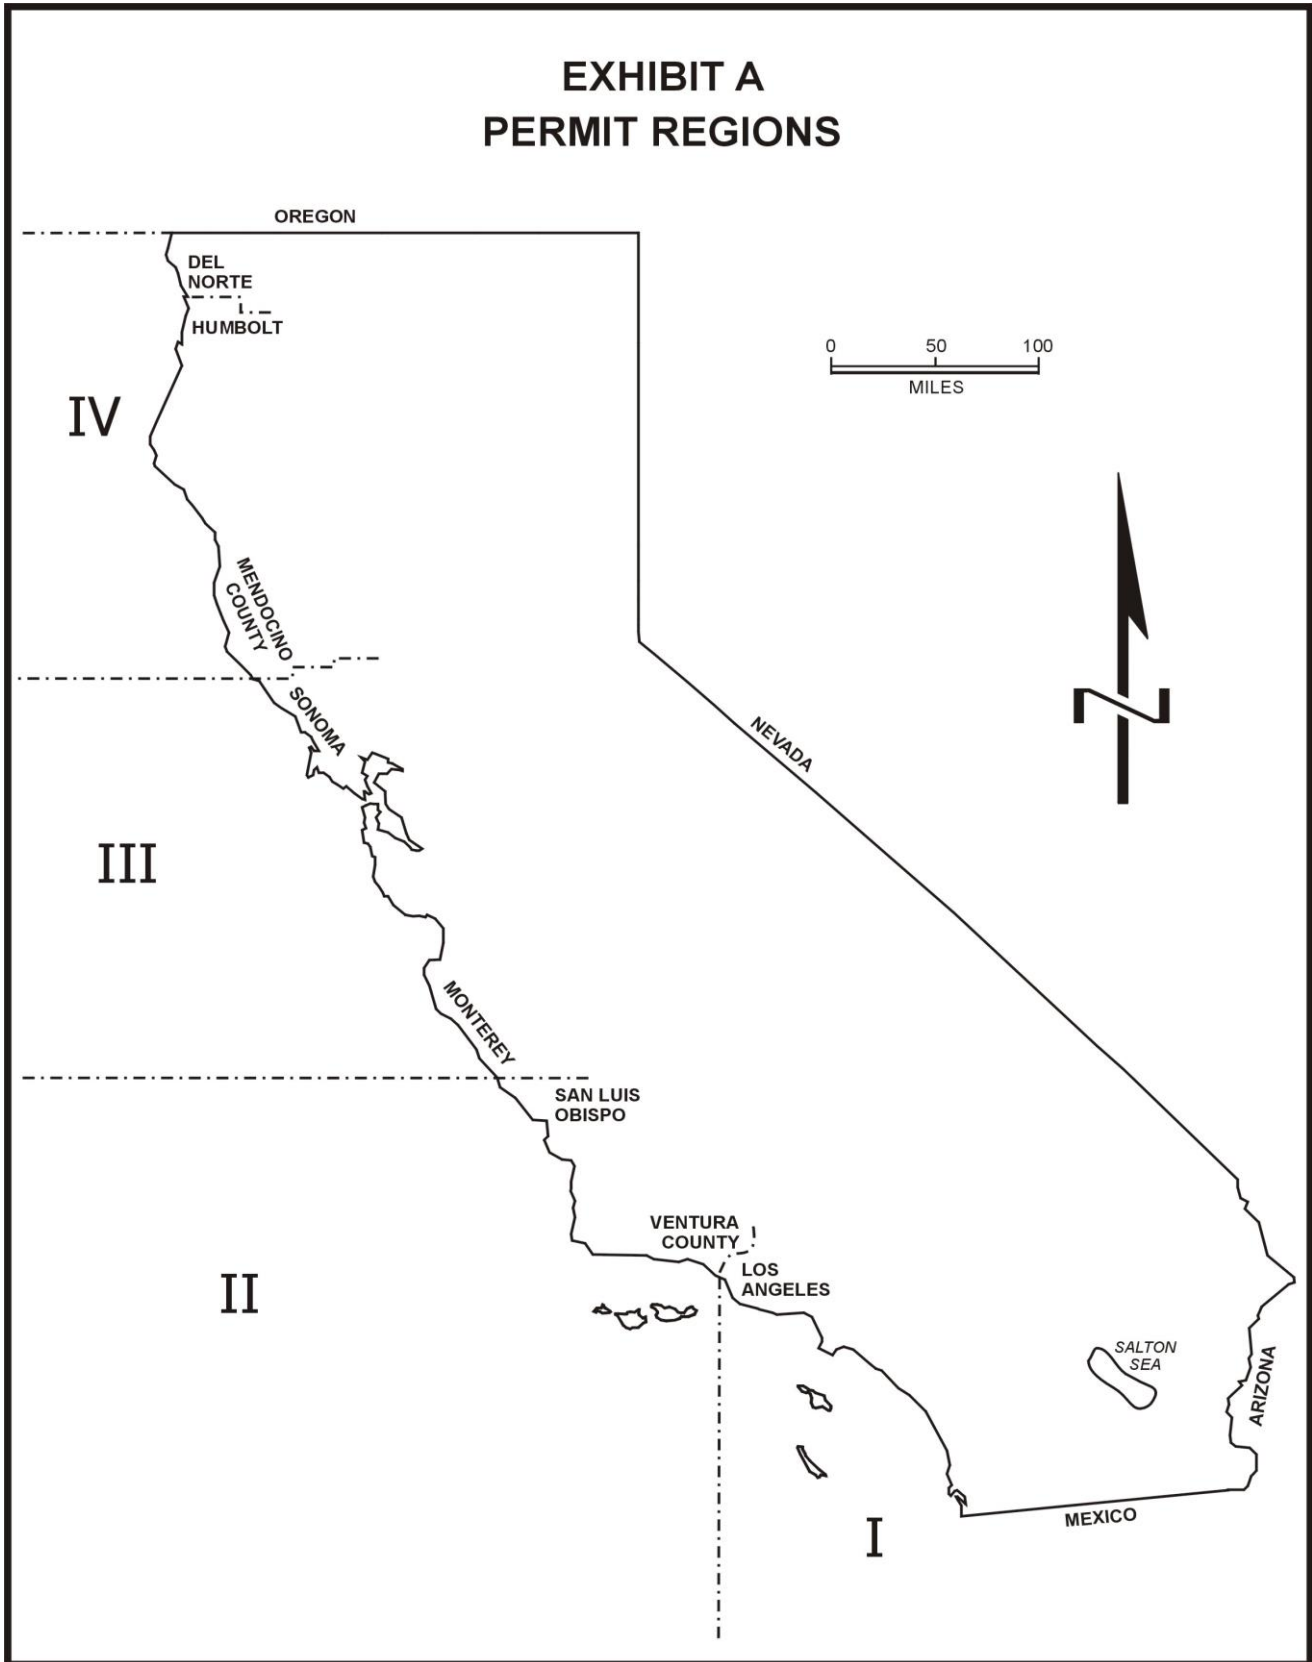 EXHIBIT A
PERMIT REGIONS
OREGON
DEL
NORTE
HUMBOLT
0 50 100
MILES
IV
MENDOCINO
COUNTY
SONOMA
N
NEVADA
III
MONTEREY
SAN LUIS
OBISPO
VENTURA
COUNTY
LOS
ANGELES
II
SALTON
SEA
ARIZONA
I
MEXICO